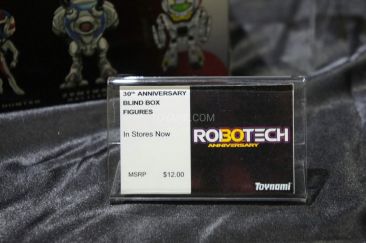 30th ANNIVERSARY
BLIND BOX
FIGURES
In Stores Now
MSRP $12.00
ROBOTECH
ANNIVERSARY
Toynami